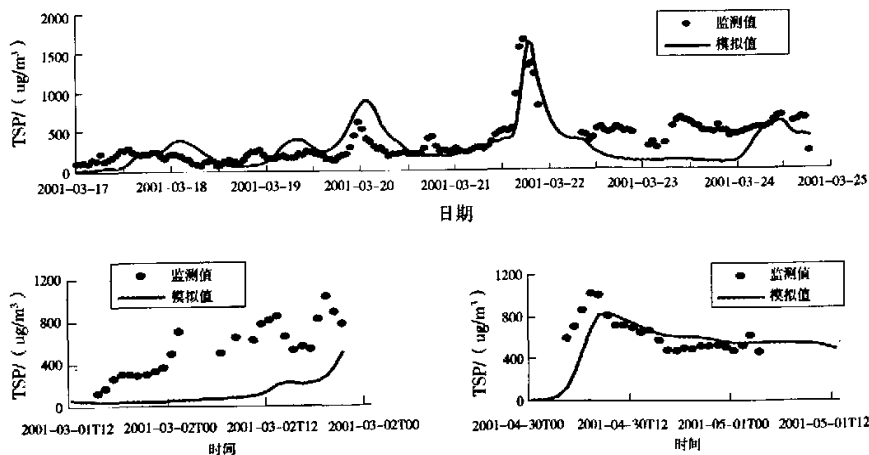 2000
1500
1000
500
0
TSP/( ug/m³)
监测值
模拟值
2001-03-17
2001-03-18
2001-03-19
2001-03-20
2001-03-21
2001-03-22
2001-03-23
2001-03-24
2001-03-25
日期
1200
800
400
0
TSP/( ug/m³)
监测值
模拟值
2001-03-01T12
2001-03-02T00
2001-03-02T12
2001-03-02T00
时间
1200
800
400
0
TSP/( ug/m³)
监测值
模拟值
2001-04-30T00
2001-04-30T12
2001-05-01T00
2001-05-01T12
时间